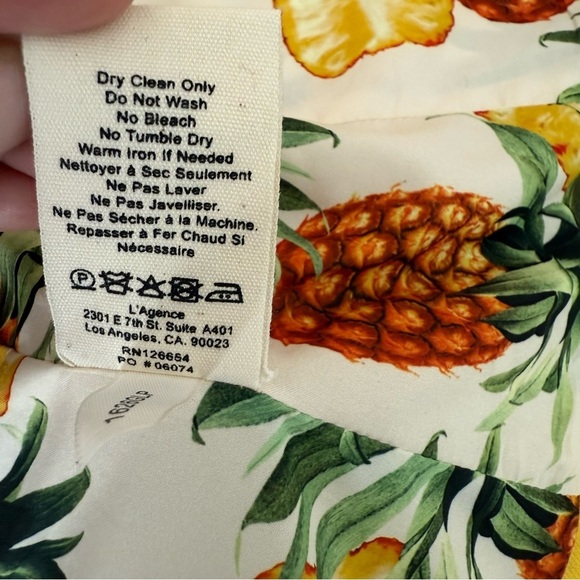 Dry Clean Only
Do Not Wash
No Bleach
No Tumble Dry
Warm Iron If Needed
Nettoyer à Sec Seulement
Ne Pas Laver
Ne Pas Javelliser.
Ne Pas Sécher à la Machine.
Repasser à Fer Chaud Si
Nécessaire
P
L'Agence
2301 E 7th St. Suite A401
Los Angeles, CA. 90023
RN126654
PO # 06074